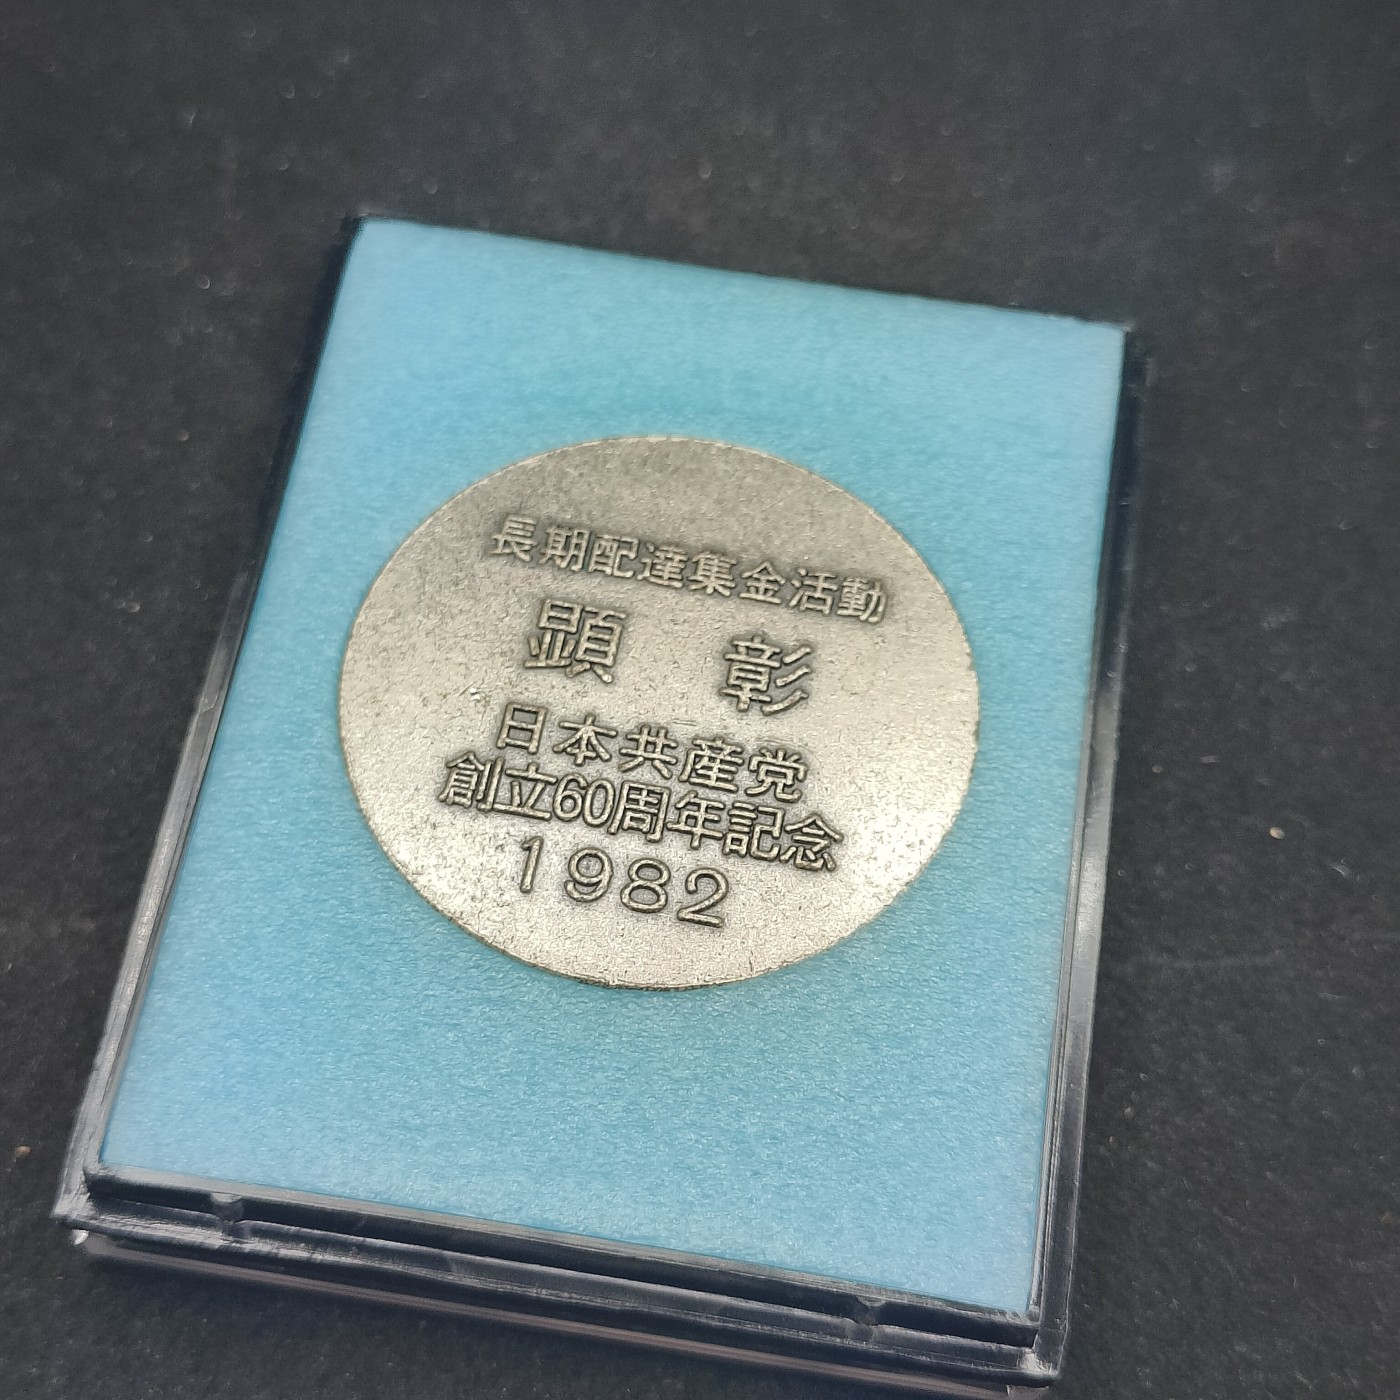 長期配達集金活動
顕 彰
日本共産党
創立60周年記念
1982